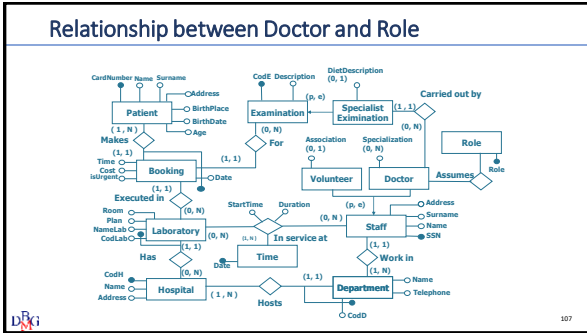 Relationship between Doctor and Role
CardNumber Name Surname
Address
BirthPlace
BirthDate
Age
Patient
( 1 , N )
Makes
(1, 1)
Time
Cost
isUrgent
Booking
Date
(1, 1)
CodE Description
Examination
(0, N)
For
(p, e)
DietDescription
(0, 1)
Specialist
Eximination
(1 , 1)
Carried out by
(0, N)
Association
(0, 1)
Specialization
(0, N)
Volunteer
Doctor
Assumes
Role
Role
(p, e)
Executed in
(1, 1)
(0, N)
Room
Plan
NameLab
CodLab
Laboratory
(0, N)
StartTime
Duration
In service at
(1, N)
Time
Date
(0, N )
Staff
Address
Surname
Name
SSN
(1, 1)
Work in
(1, N)
Has
(1, 1)
(0, N)
CodH
Name
Address
Hospital
( 1 , N )
Hosts
(1, 1)
Department
Name
Telephone
CodD
DBMG
107